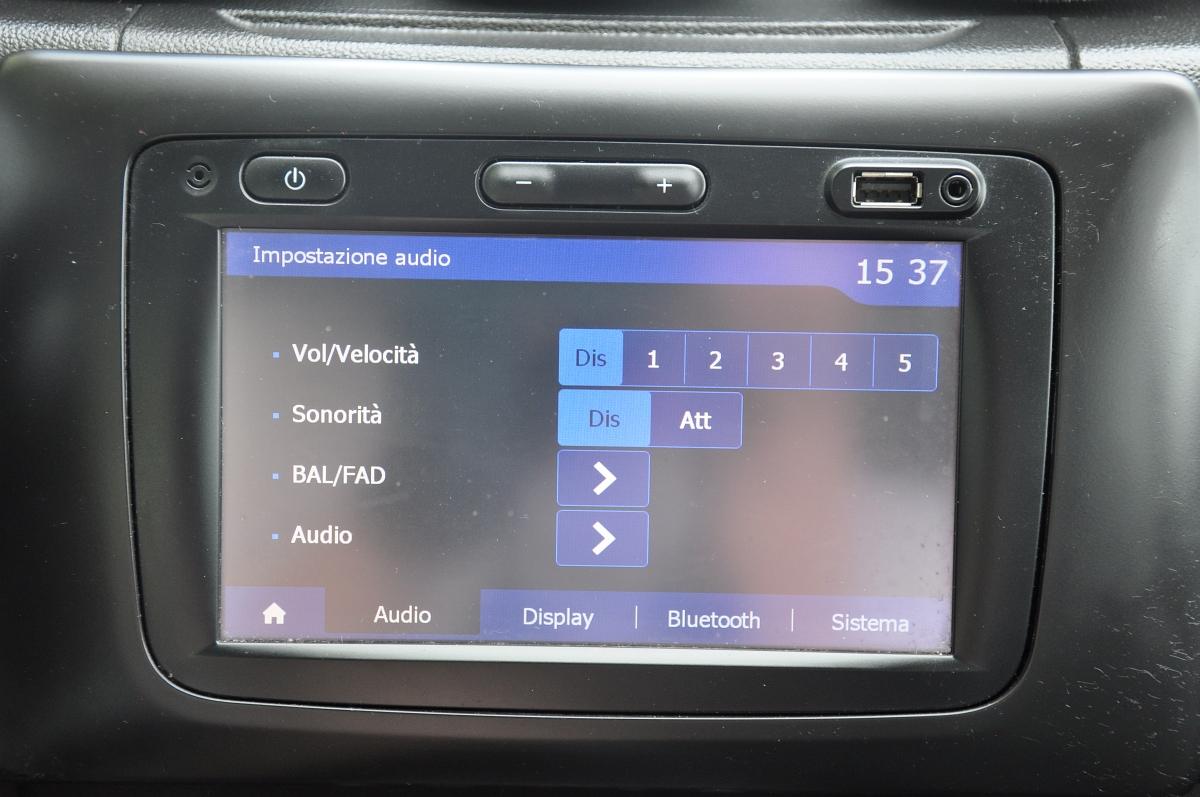 − +
Impostazione audio 15 37
Vol/Velocità Dis 1 2 3 4 5
Sonorità Dis Att
BAL/FAD
Audio
Audio Display Bluetooth Sistema